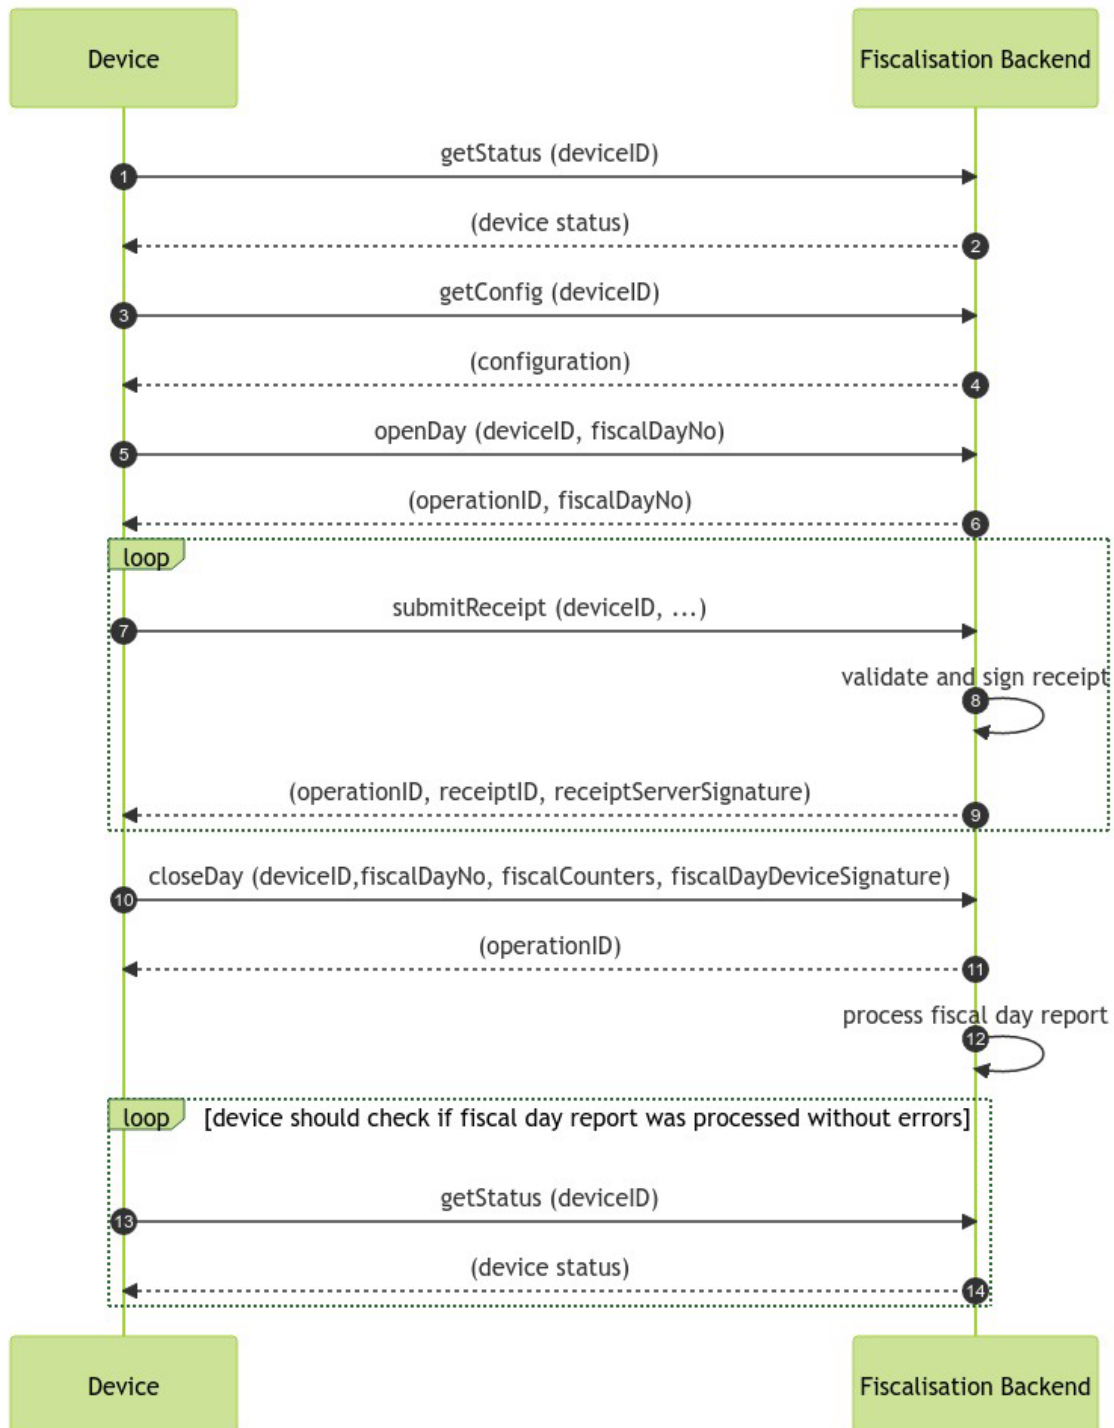 Device
Fiscalisation Backend
getStatus (deviceID)
1
(device status)
2
getConfig (deviceID)
3
(configuration)
4
openDay (deviceID, fiscalDayNo)
5
(operationID, fiscalDayNo)
6
loop
submitReceipt (deviceID, ...)
7
validate and sign receipt
8
(operationID, receiptID, receiptServerSignature)
9
closeDay (deviceID,fiscalDayNo, fiscalCounters, fiscalDayDeviceSignature)
10
(operationID)
11
process fiscal day report
12
loop [device should check if fiscal day report was processed without errors]
getStatus (deviceID)
13
(device status)
14
Device
Fiscalisation Backend